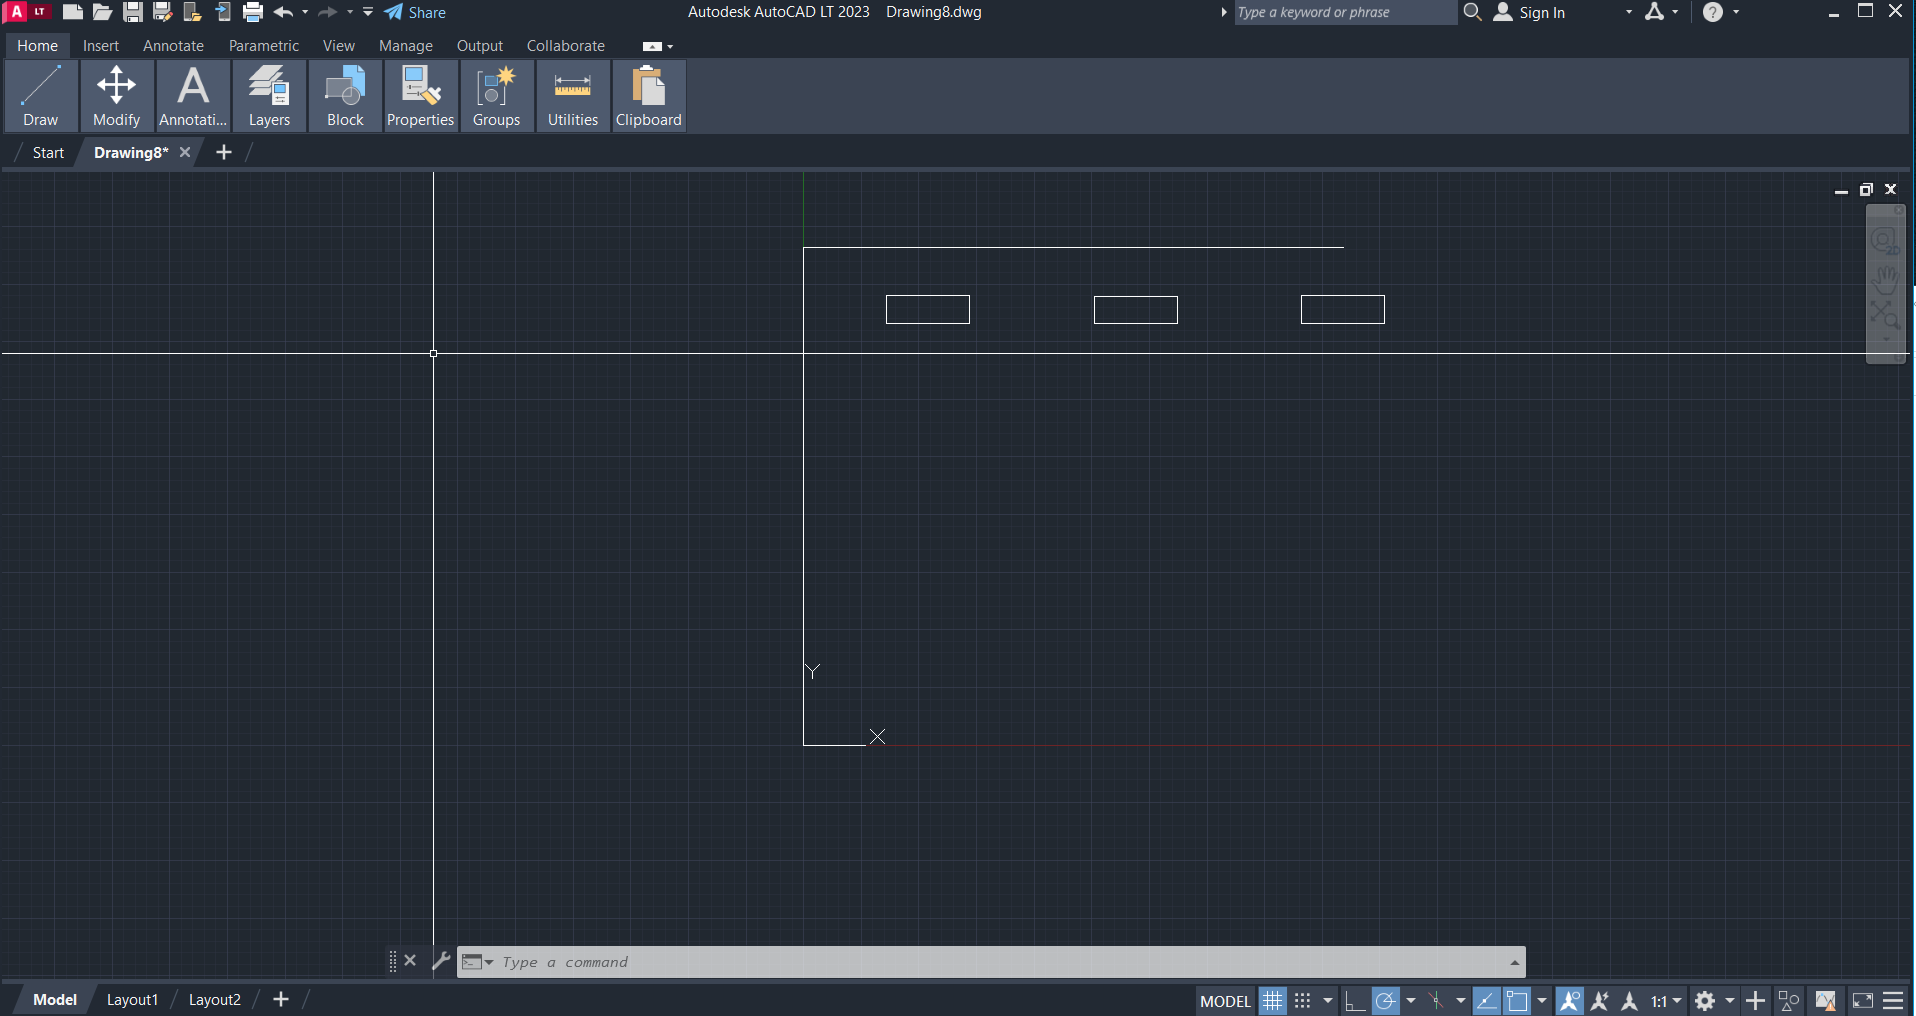 A LT Share Autodesk AutoCAD LT 2023 Drawing8.dwg Type a keyword or phrase Sign In ?
Home Insert Annotate Parametric View Manage Output Collaborate
A
Draw Modify Annotati... Layers Block Properties Groups Utilities Clipboard
Start Drawing8*
2D
Y
X
Type a command
Model Layout1 Layout2 MODEL 1:1